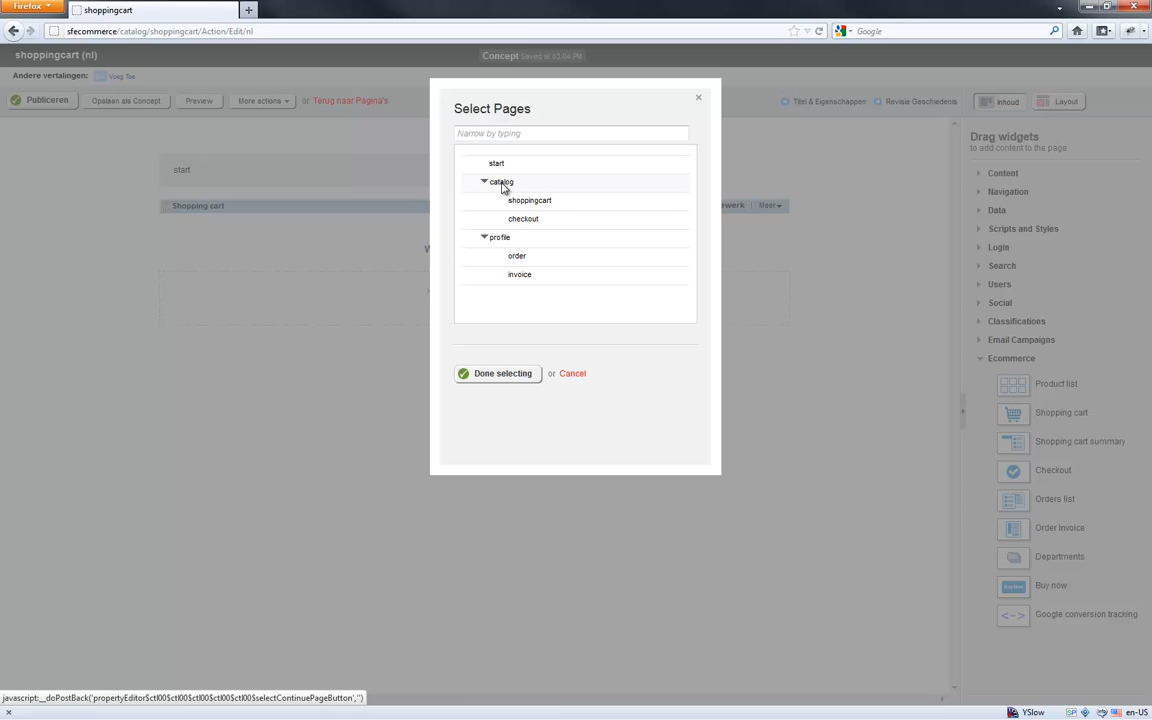 Firefox
shoppingcart
sfecommerce/catalog/shoppingcart/Action/Edit/nl
Google
shoppingcart (nl)
Concept Saved at 03:04 PM
Andere vertalingen: Voeg Toe
Publiceren
Opslaan als Concept
Preview
More actions
or Terug naar Pagina's
Titel & Eigenschappen
Revisie Geschiedenis
Inhoud
Layout
Select Pages
Narrow by typing
start
catalog
shoppingcart
checkout
profile
order
invoice
Done selecting
or Cancel
start
Shopping cart
Meer
Drag widgets
to add content to the page
Content
Navigation
Data
Scripts and Styles
Login
Search
Users
Social
Classifications
Email Campaigns
Ecommerce
Product list
Shopping cart
Shopping cart summary
Checkout
Orders list
Order invoice
Departments
Buy now
Google conversion tracking
javascript:__doPostBack('propertyEditor$ctl00$ctl00$ctl00$ctl00$ctl00$selectContinuePageButton','')
YSlow
en-US